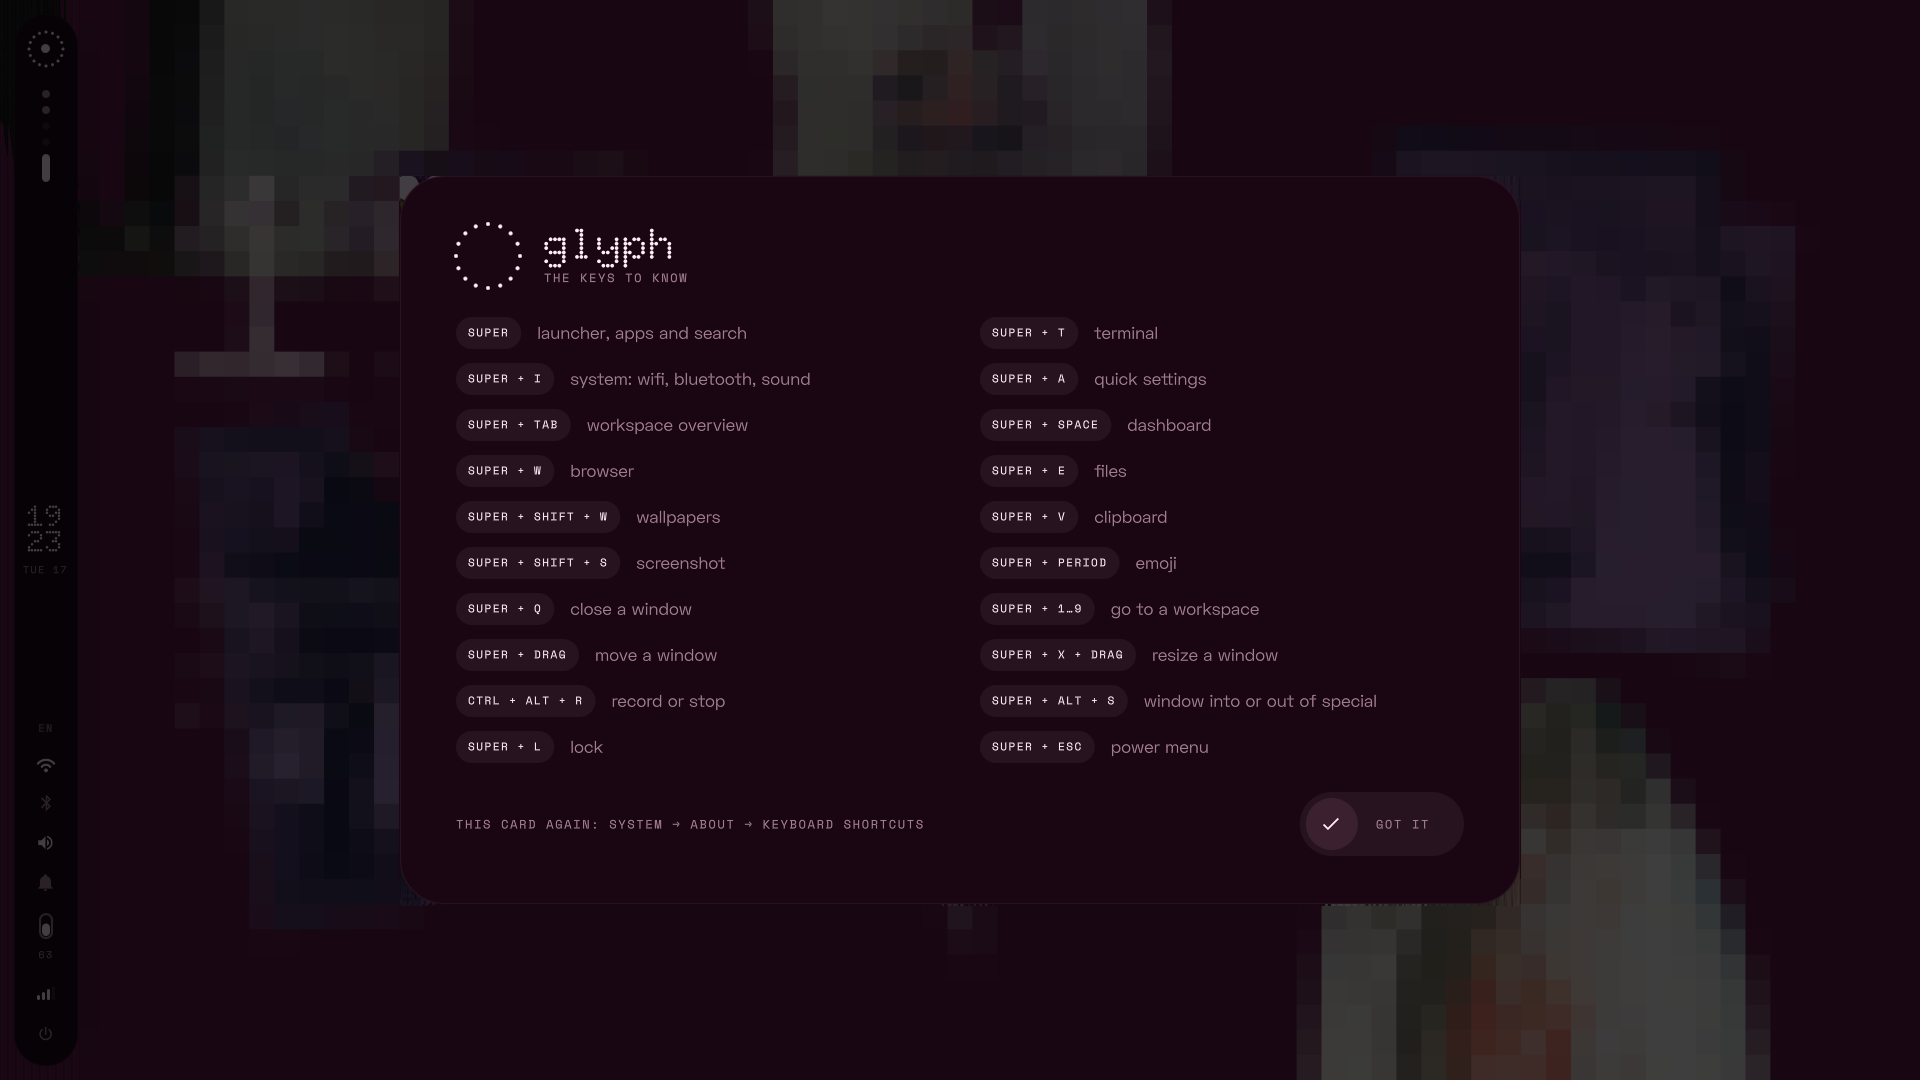 glyph
THE KEYS TO KNOW
SUPER launcher, apps and search
SUPER + T terminal
SUPER + I system: wifi, bluetooth, sound
SUPER + A quick settings
SUPER + TAB workspace overview
SUPER + SPACE dashboard
SUPER + W browser
SUPER + E files
SUPER + SHIFT + W wallpapers
SUPER + V clipboard
SUPER + SHIFT + S screenshot
SUPER + PERIOD emoji
SUPER + Q close a window
SUPER + 1…9 go to a workspace
SUPER + DRAG move a window
SUPER + X + DRAG resize a window
CTRL + ALT + R record or stop
SUPER + ALT + S window into or out of special
SUPER + L lock
SUPER + ESC power menu
THIS CARD AGAIN: SYSTEM → ABOUT → KEYBOARD SHORTCUTS
GOT IT
19
23
TUE 17
EN
63